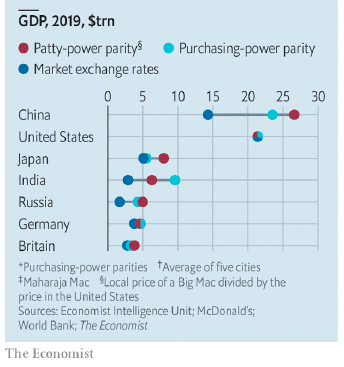 GDP, 2019, $trn
Patty-power parity§ Purchasing-power parity
Market exchange rates
0 5 10 15 20 25 30
China
United States
Japan
India
Russia
Germany
Britain
*Purchasing-power parities †Average of five cities
‡Maharaja Mac §Local price of a Big Mac divided by the
price in the United States
Sources: Economist Intelligence Unit; McDonald's;
World Bank; The Economist
The Economist